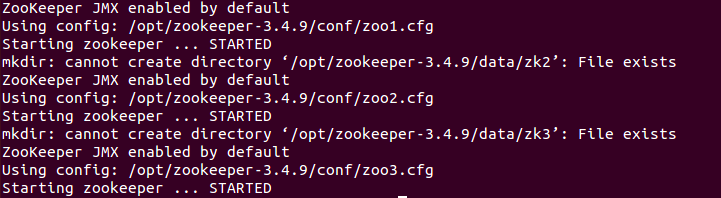 ZooKeeper JMX enabled by default
Using config: /opt/zookeeper-3.4.9/conf/zoo1.cfg
Starting zookeeper ... STARTED
mkdir: cannot create directory ‘/opt/zookeeper-3.4.9/data/zk2’: File exists
ZooKeeper JMX enabled by default
Using config: /opt/zookeeper-3.4.9/conf/zoo2.cfg
Starting zookeeper ... STARTED
mkdir: cannot create directory ‘/opt/zookeeper-3.4.9/data/zk3’: File exists
ZooKeeper JMX enabled by default
Using config: /opt/zookeeper-3.4.9/conf/zoo3.cfg
Starting zookeeper ... STARTED